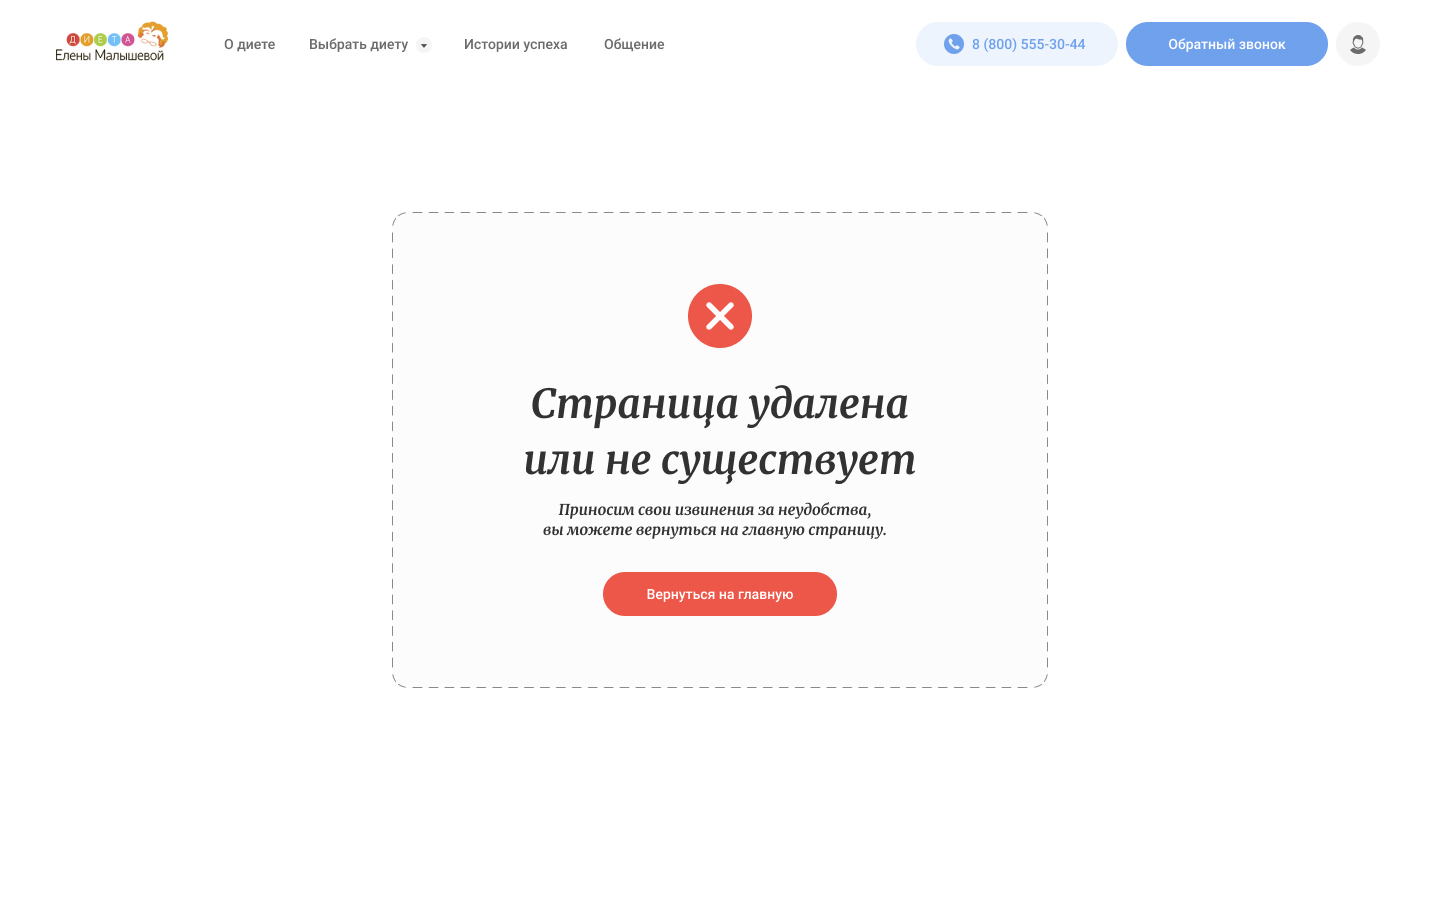 ДИЕТА
Елены Малышевой
О диете
Выбрать диету
Истории успеха
Общение
8 (800) 555-30-44
Обратный звонок
Страница удалена
или не существует
Приносим свои извинения за неудобства,
вы можете вернуться на главную страницу.
Вернуться на главную